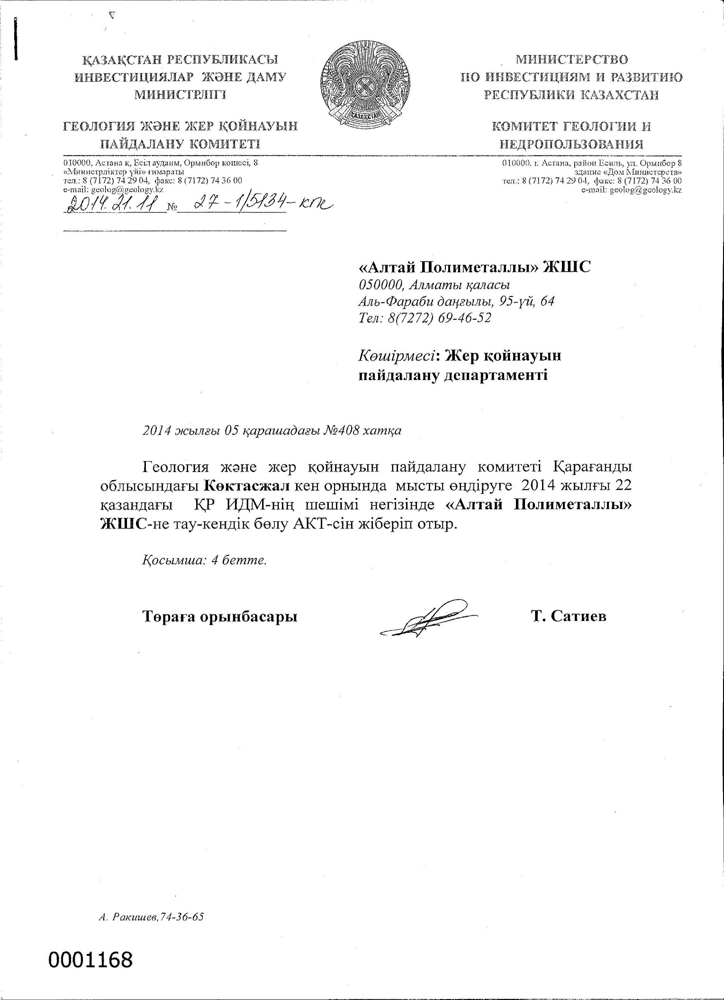 ҚАЗАҚСТАН РЕСПУБЛИКАСЫ
ИНВЕСТИЦИЯЛАР ЖӘНЕ ДАМУ
МИНИСТРЛІГІ
ГЕОЛОГИЯ ЖӘНЕ ЖЕР ҚОЙНАУЫН
ПАЙДАЛАНУ КОМИТЕТІ
ҚАЗАҚСТАН
МИНИСТЕРСТВО
ПО ИНВЕСТИЦИЯМ И РАЗВИТИЮ
РЕСПУБЛИКИ КАЗАХСТАН
КОМИТЕТ ГЕОЛОГИИ И
НЕДРОПОЛЬЗОВАНИЯ
010000, Астана қ, Есіл ауданы, Орынбор көшесі, 8
«Министрліктер үйі» ғимараты
тел.: 8 (7172) 74 29 04, факс: 8 (7172) 74 36 00
e-mail: geolog@geology.kz
010000, г. Астана, район Есиль, ул. Орынбор 8
здание «Дом Министерств»
тел.: 8 (7172) 74 29 04, факс: 8 (7172) 74 36 00
e-mail: geolog@geology.kz
2014. 21. 11 № 27-1/5134-кгк
«Алтай Полиметаллы» ЖШС
050000, Алматы қаласы
Аль-Фараби даңғылы, 95-үй, 64
Тел: 8(7272) 69-46-52
Көшірмесі: Жер қойнауын
пайдалану департаменті
2014 жылғы 05 қарашадағы №408 хатқа
Геология және жер қойнауын пайдалану комитеті Қарағанды
облысындағы Көктасжал кен орнында мысты өңдіруге 2014 жылғы 22
қазандағы ҚР ИДМ-нің шешімі негізінде «Алтай Полиметаллы»
ЖШС-не тау-кендік бөлу АКТ-сін жіберіп отыр.
Қосымша: 4 бетте.
Төраға орынбасары Т. Сатиев
А. Ракишев,74-36-65
0001168